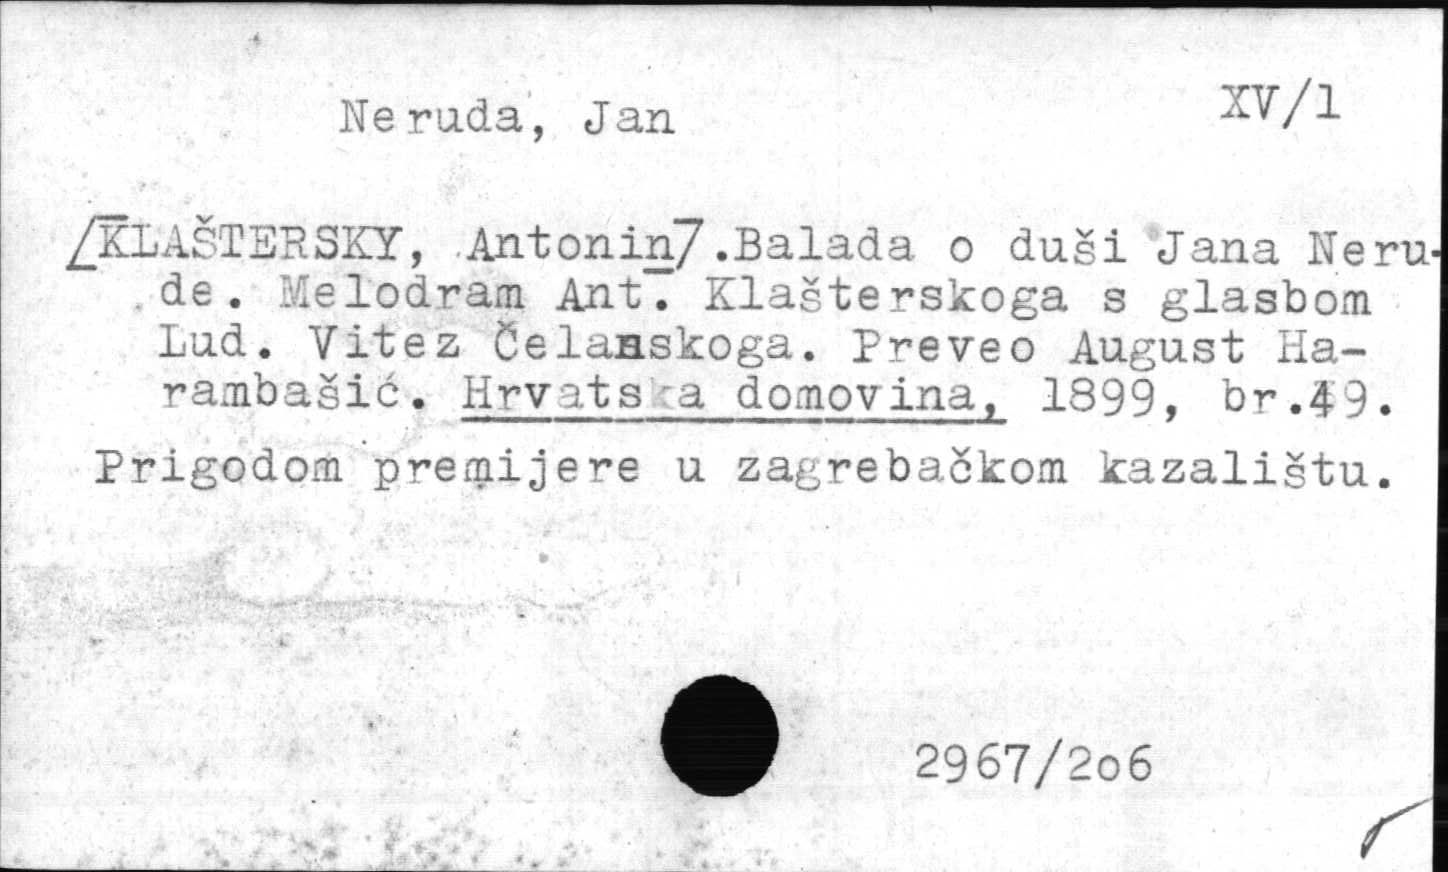 Neruda, Jan
XV/1
[KLAŠTERSKY, Antonin].Balada o duši Jana Neru-
de. Melodram Ant. Klašterskoga s glasbom
Lud. Vitez Čelanskoga. Preveo August Ha-
rambašić. Hrvatska domovina, 1899, br.49.
Prigodom premijere u zagrebačkom kazalištu.
2967/2o6